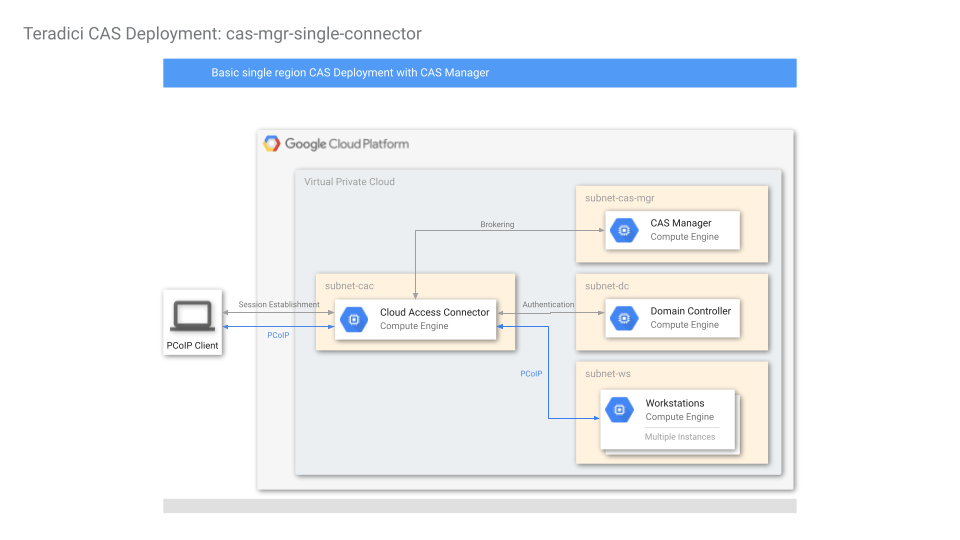 Teradici CAS Deployment: cas-mgr-single-connector
Basic single region CAS Deployment with CAS Manager
Google Cloud Platform
Virtual Private Cloud
subnet-cas-mgr
CAS Manager
Compute Engine
Brokering
subnet-cac
Cloud Access Connector
Compute Engine
Session Establishment
PCoIP
PCoIP Client
Authentication
subnet-dc
Domain Controller
Compute Engine
PCoIP
subnet-ws
Workstations
Compute Engine
Multiple Instances